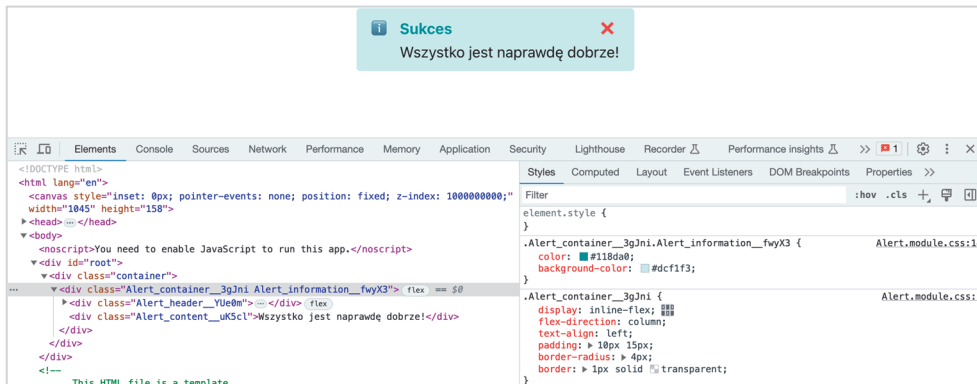 Sukces
Wszystko jest naprawdę dobrze!
Elements Console Sources Network Performance Memory Application Security Lighthouse Recorder Performance insights 1
<!DOCTYPE html>
<html lang="en">
<canvas style="inset: 0px; pointer-events: none; position: fixed; z-index: 1000000000;"
width="1045" height="158">
<head> … </head>
<body>
<noscript>You need to enable JavaScript to run this app.</noscript>
<div id="root">
<div class="container">
<div class="Alert_container__3gJni Alert_information__fwyX3"> flex == $0
<div class="Alert_header__YUe0m"> … </div> flex
<div class="Alert_content__uK5cl">Wszystko jest naprawdę dobrze!</div>
</div>
</div>
</div>
<!--
This HTML file is a template.
Styles Computed Layout Event Listeners DOM Breakpoints Properties
Filter :hov .cls
element.style {
}
.Alert_container__3gJni.Alert_information__fwyX3 { Alert.module.css:1
color: #118da0;
background-color: #dcf1f3;
}
.Alert_container__3gJni { Alert.module.css:
display: inline-flex;
flex-direction: column;
text-align: left;
padding: 10px 15px;
border-radius: 4px;
border: 1px solid transparent;
}